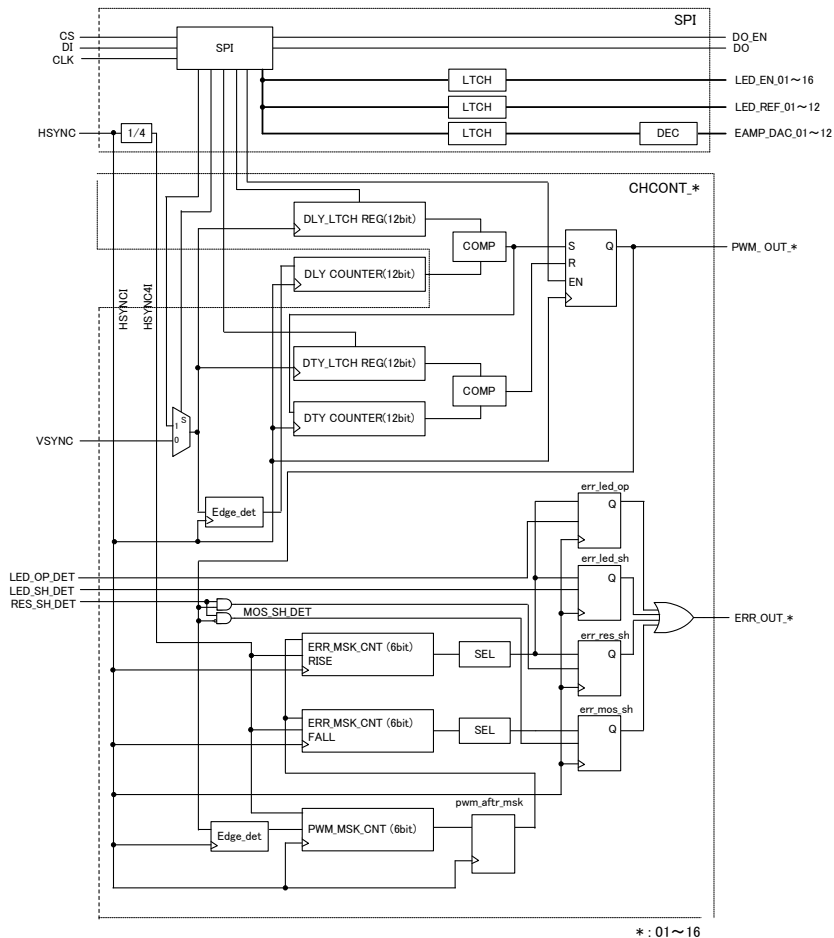 SPI
CS
DI
CLK
SPI
DO_EN
DO
LTCH
LED_EN_01～16
LTCH
LED_REF_01～12
HSYNC
1/4
LTCH
DEC
EAMP_DAC_01～12
CHCONT_*
DLY_LTCH REG(12bit)
COMP
S
Q
R
EN
PWM_ OUT_*
DLY COUNTER(12bit)
HSYNCI
HSYNC4I
DTY_LTCH REG(12bit)
COMP
DTY COUNTER(12bit)
S
1
0
VSYNC
Edge_det
err_led_op
Q
LED_OP_DET
LED_SH_DET
RES_SH_DET
MOS_SH_DET
err_led_sh
Q
ERR_OUT_*
err_res_sh
Q
ERR_MSK_CNT (6bit)
RISE
SEL
err_mos_sh
Q
ERR_MSK_CNT (6bit)
FALL
SEL
pwm_aftr_msk
Edge_det
PWM_MSK_CNT (6bit)
* : 01～16